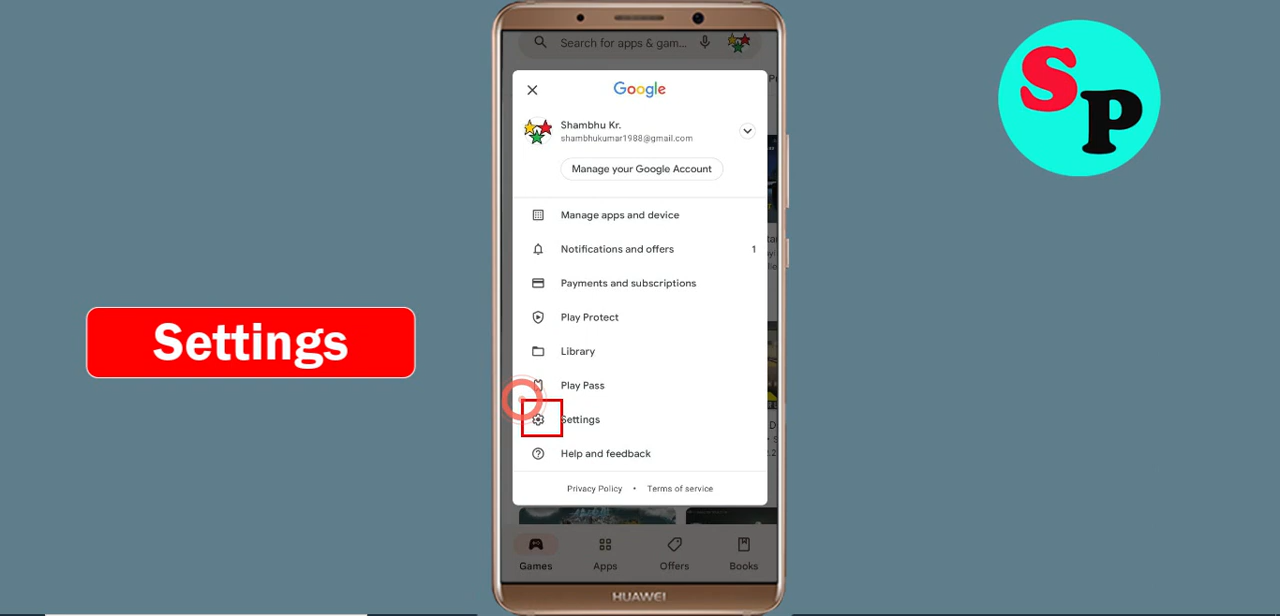 Search for apps & gam...
Google
Shambhu Kr.
shambhukumar1988@gmail.com
Manage your Google Account
Manage apps and device
Notifications and offers 1
Payments and subscriptions
Play Protect
Library
Play Pass
Settings
Help and feedback
Privacy Policy • Terms of service
Games Apps Offers Books
HUAWEI
Settings
SP